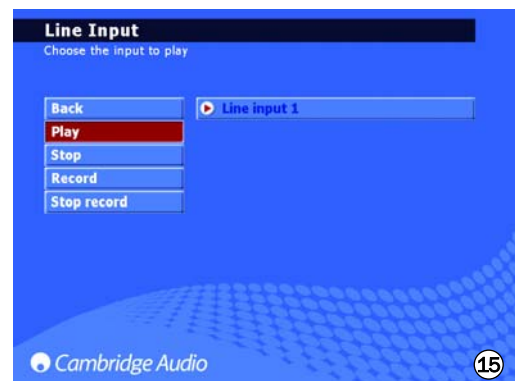 Line Input
Choose the input to play
Back
Line input 1
Play
Stop
Record
Stop record
Cambridge Audio
15